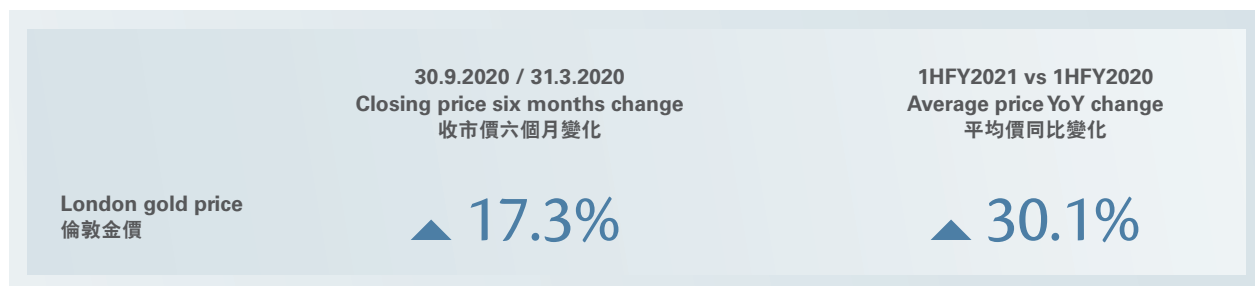 30.9.2020 / 31.3.2020
Closing price six months change
收市價六個月變化
1HFY2021 vs 1HFY2020
Average price YoY change
平均價同比變化
London gold price
倫敦金價
▲ 17.3%
▲ 30.1%